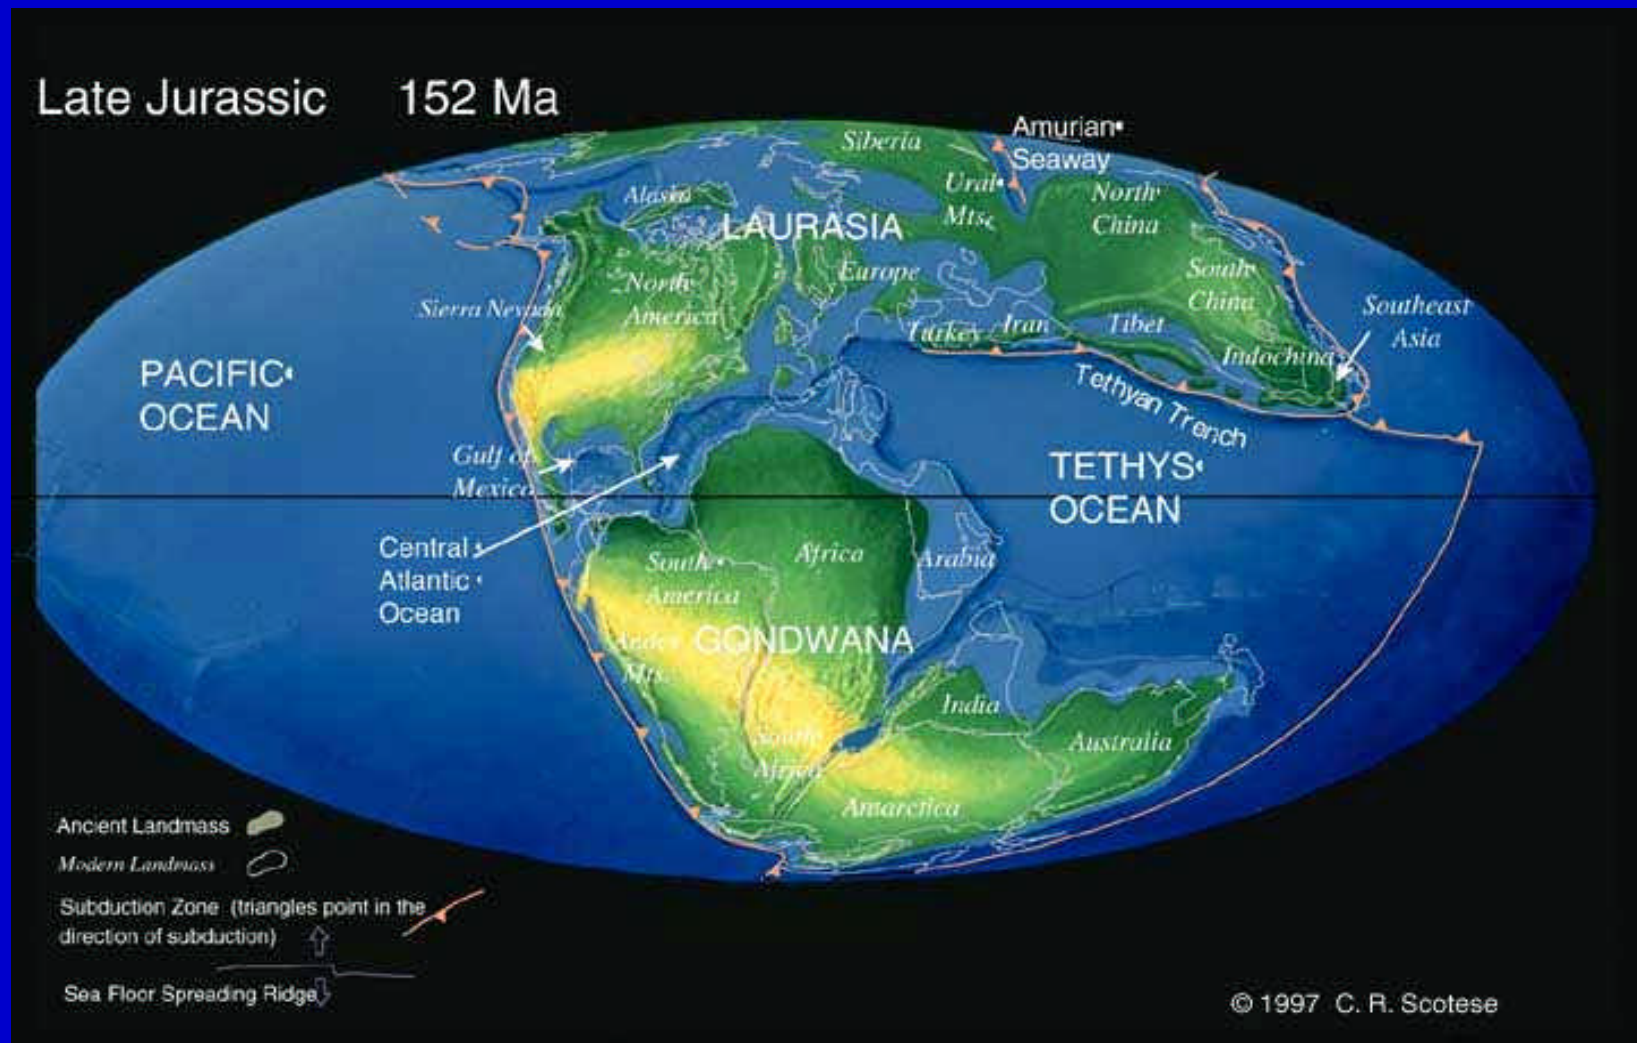 Late Jurassic 152 Ma
Siberia
Amurian
Seaway
Ural
Mts.
North
China
Alaska
LAURASIA
Europe
South
China
North
America
Sierra Nevada
Southeast
Asia
Turkey
Iran
Tibet
Indochina
PACIFIC
OCEAN
Tethyan Trench
Gulf of
Mexico
TETHYS
OCEAN
Central
Atlantic
Ocean
South
America
Africa
Arabia
GONDWANA
Andes
Mts.
India
South
Africa
Australia
Antarctica
Ancient Landmass
Modern Landmass
Subduction Zone (triangles point in the
direction of subduction)
Sea Floor Spreading Ridge
© 1997 C. R. Scotese